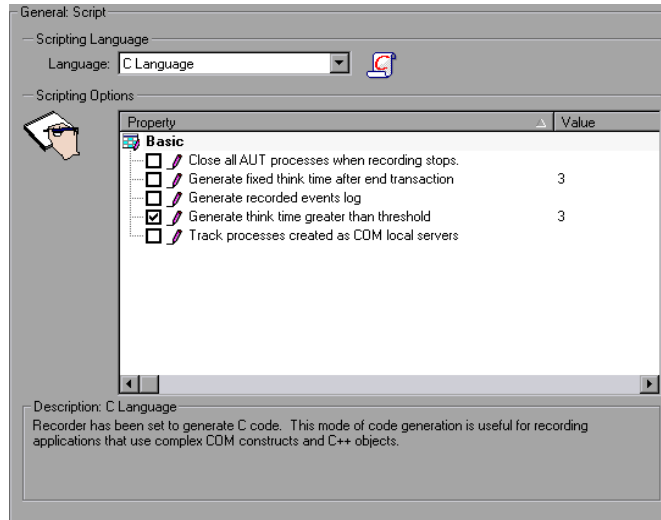 General: Script
Scripting Language
Language: C Language
Scripting Options
Property Value
Basic
Close all AUT processes when recording stops.
Generate fixed think time after end transaction 3
Generate recorded events log
Generate think time greater than threshold 3
Track processes created as COM local servers
Description: C Language
Recorder has been set to generate C code. This mode of code generation is useful for recording
applications that use complex COM constructs and C++ objects.